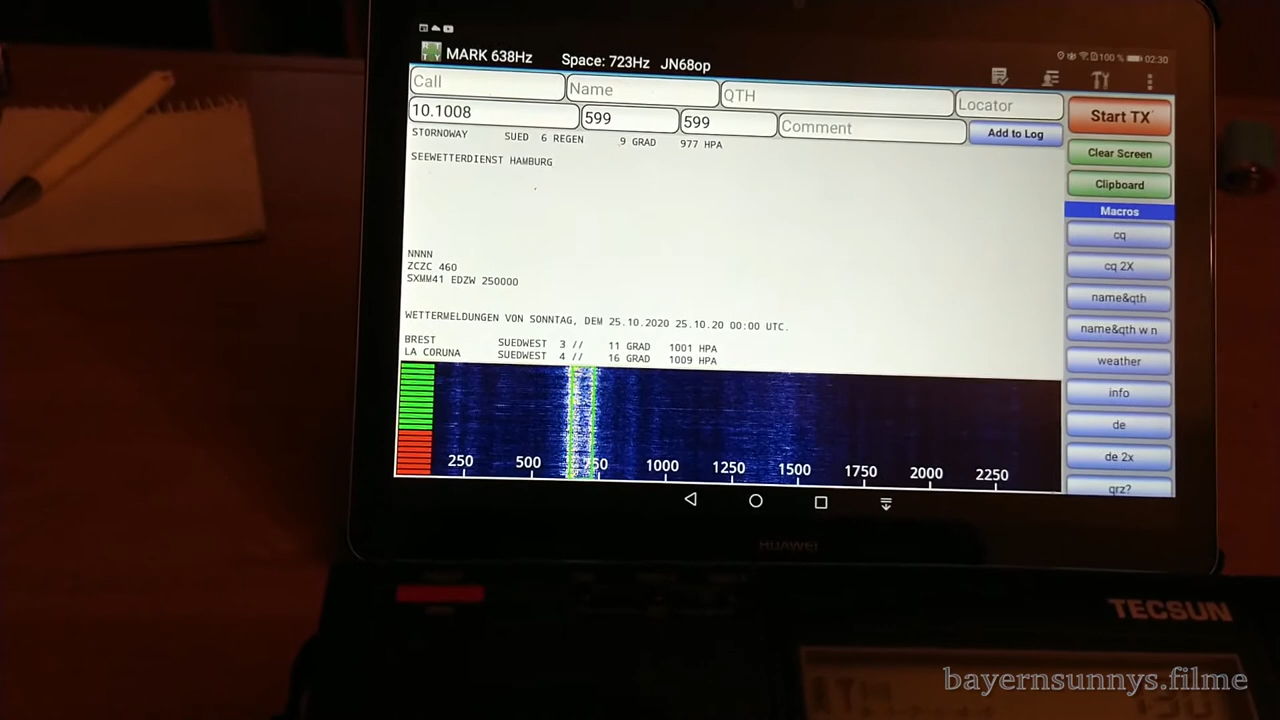 MARK 638Hz Space: 723Hz JN68op
100 % 02:30
Call Name QTH Locator
10.1008 599 599 Comment Add to Log
Start TX
Clear Screen
Clipboard
Macros
cq
cq 2X
name&qth
name&qth w n
weather
info
de
de 2x
qrz?
STORNOWAY SUED 6 REGEN 9 GRAD 977 HPA
SEEWETTERDIENST HAMBURG
NNNN
ZCZC 460
SXMM41 EDZW 250000
WETTERMELDUNGEN VON SONNTAG, DEM 25.10.2020 25.10.20 00:00 UTC.
BREST SUEDWEST 3 // 11 GRAD 1001 HPA
LA CORUNA SUEDWEST 4 // 16 GRAD 1009 HPA
250 500 750 1000 1250 1500 1750 2000 2250
HUAWEI
TECSUN
bayernsunnys.filme